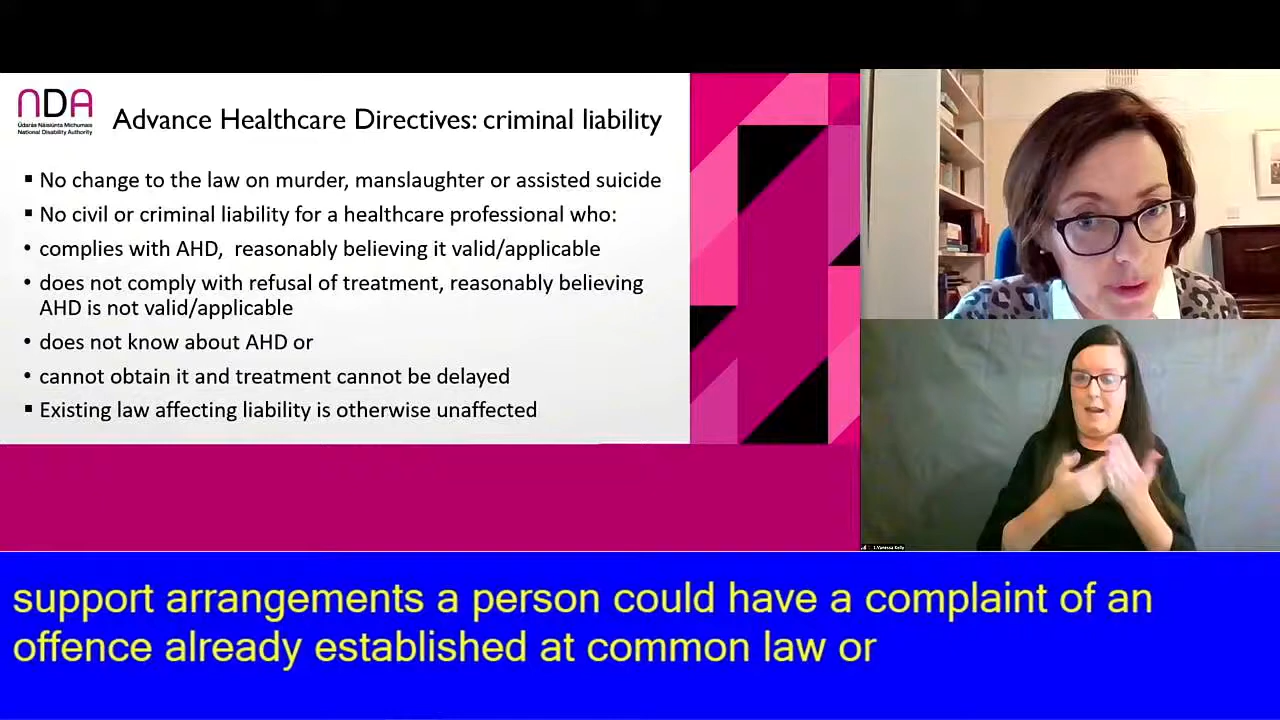 NDA
Údarás Náisiúnta Míchumais
National Disability Authority
Advance Healthcare Directives: criminal liability
▪ No change to the law on murder, manslaughter or assisted suicide
▪ No civil or criminal liability for a healthcare professional who:
• complies with AHD,  reasonably believing it valid/applicable
• does not comply with refusal of treatment, reasonably believing
AHD is not valid/applicable
• does not know about AHD or
• cannot obtain it and treatment cannot be delayed
▪ Existing law affecting liability is otherwise unaffected
Vanessa Kelly
support arrangements a person could have a complaint of an
offence already established at common law or